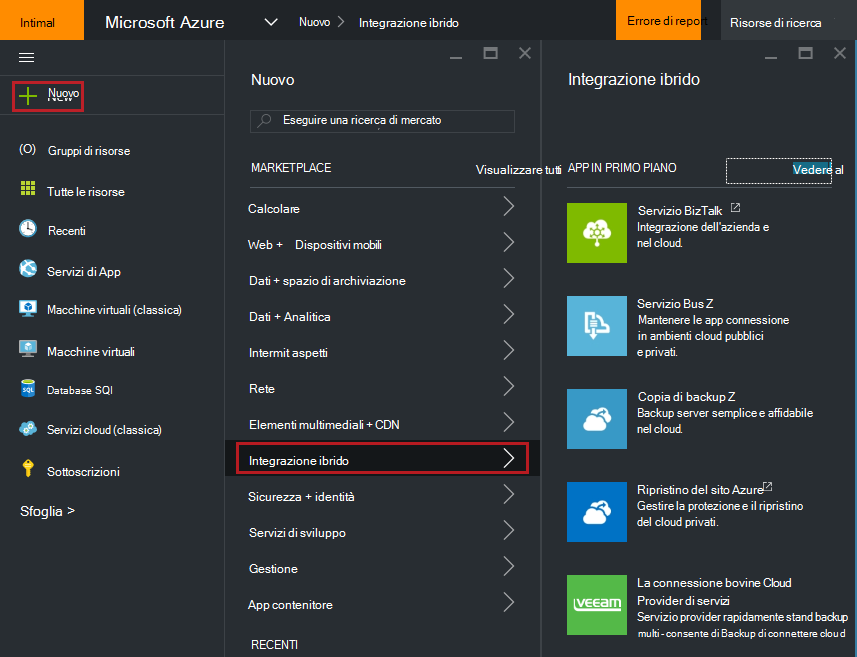 Intimal
Microsoft Azure
Nuovo
Integrazione ibrido
Errore di report
Risorse di ricerca
Nuovo
Gruppi di risorse
Tutte le risorse
Recenti
Servizi di App
Macchine virtuali (classica)
Macchine virtuali
SQL
Database SQl
Servizi cloud (classica)
Sottoscrizioni
Sfoglia >
Nuovo
Eseguire una ricerca di mercato
MARKETPLACE
Visualizzare tutti
Calcolare
Web + Dispositivi mobili
Dati + spazio di archiviazione
Dati + Analitica
Intermit aspetti
Rete
Elementi multimediali + CDN
Integrazione ibrido
Sicurezza + identità
Servizi di sviluppo
Gestione
App contenitore
RECENTI
Integrazione ibrido
APP IN PRIMO PIANO
Vedere al
Servizio BizTalk
Integrazione dell'azienda e
nel cloud.
Servizio Bus Z
Mantenere le app connessione
in ambienti cloud pubblici
e privati.
Copia di backup Z
Backup server semplice e affidabile
nel cloud.
Ripristino del sito Azure
Gestire la protezione e il ripristino
del cloud privati.
veeam
La connessione bovine Cloud
Provider di servizi
Servizio provider rapidamente stand backup
multi - consente di Backup di connettere cloud